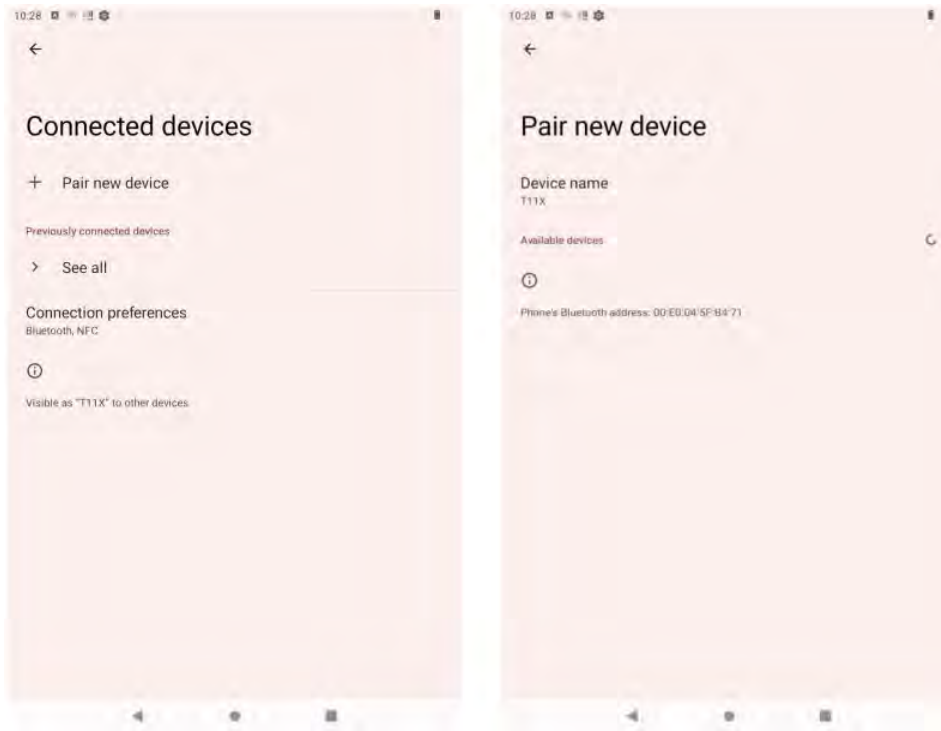 10:28
Connected devices
+ Pair new device
Previously connected devices
> See all
Connection preferences
Bluetooth, NFC
Visible as "T11X" to other devices
10:28
Pair new device
Device name
T11X
Available devices
Phone's Bluetooth address: 00:E0:04:5F:B4:71